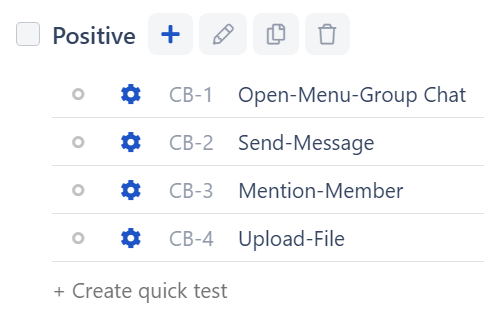 Positive
CB-1 Open-Menu-Group Chat
CB-2 Send-Message
CB-3 Mention-Member
CB-4 Upload-File
+ Create quick test